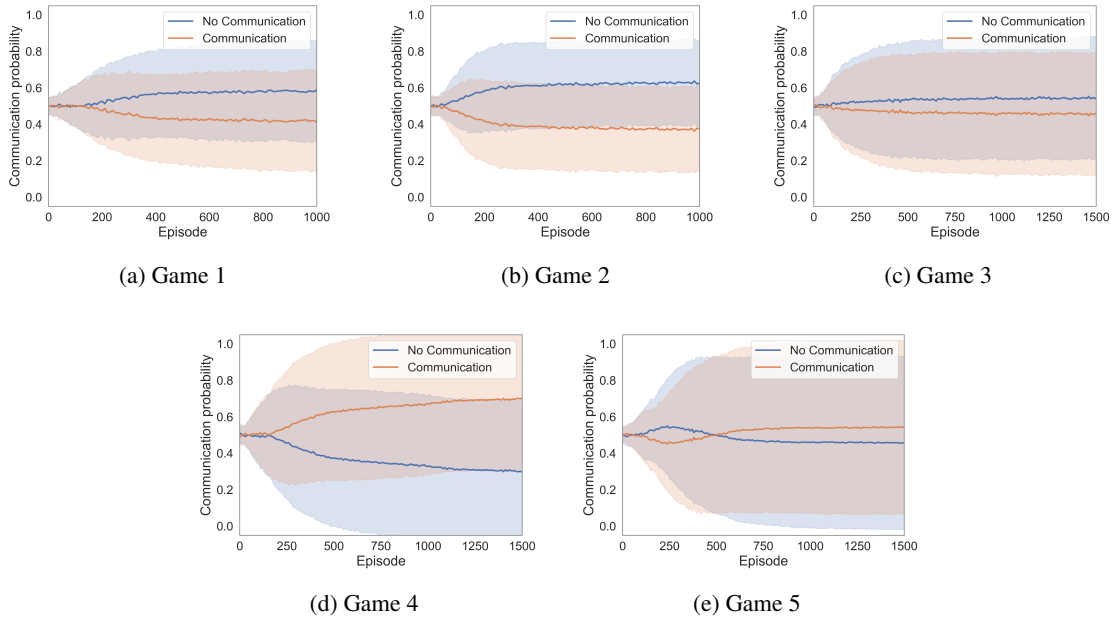 1.0
0.8
0.6
0.4
0.2
0.0
Communication probability
No Communication
Communication
0 200 400 600 800 1000
Episode
(a) Game 1
1.0
0.8
0.6
0.4
0.2
0.0
Communication probability
No Communication
Communication
0 200 400 600 800 1000
Episode
(b) Game 2
1.0
0.8
0.6
0.4
0.2
0.0
Communication probability
No Communication
Communication
0 250 500 750 1000 1250 1500
Episode
(c) Game 3
1.0
0.8
0.6
0.4
0.2
0.0
Communication probability
No Communication
Communication
0 250 500 750 1000 1250 1500
Episode
(d) Game 4
1.0
0.8
0.6
0.4
0.2
0.0
Communication probability
No Communication
Communication
0 250 500 750 1000 1250 1500
Episode
(e) Game 5